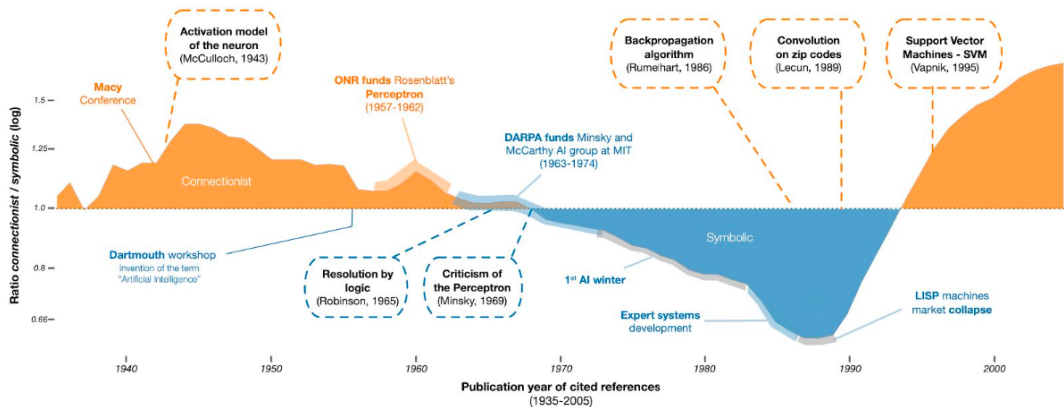 Activation model
of the neuron
(McCulloch, 1943)
Macy
Conference
ONR funds Rosenblatt's
Perceptron
(1957-1962)
Backpropagation
algorithm
(Rumelhart, 1986)
Convolution
on zip codes
(Lecun, 1989)
Support Vector
Machines - SVM
(Vapnik, 1995)
DARPA funds Minsky and
McCarthy AI group at MIT
(1963-1974)
Ratio connectionist / symbolic (log)
1.5
1.25
1.0
0.8
0.66
Connectionist
Symbolic
Dartmouth workshop
Invention of the term
"Artificial Intelligence"
Resolution by
logic
(Robinson, 1965)
Criticism of
the Perceptron
(Minsky, 1969)
1st AI winter
Expert systems
development
LISP machines
market collapse
1940
1950
1960
1970
1980
1990
2000
Publication year of cited references
(1935-2005)